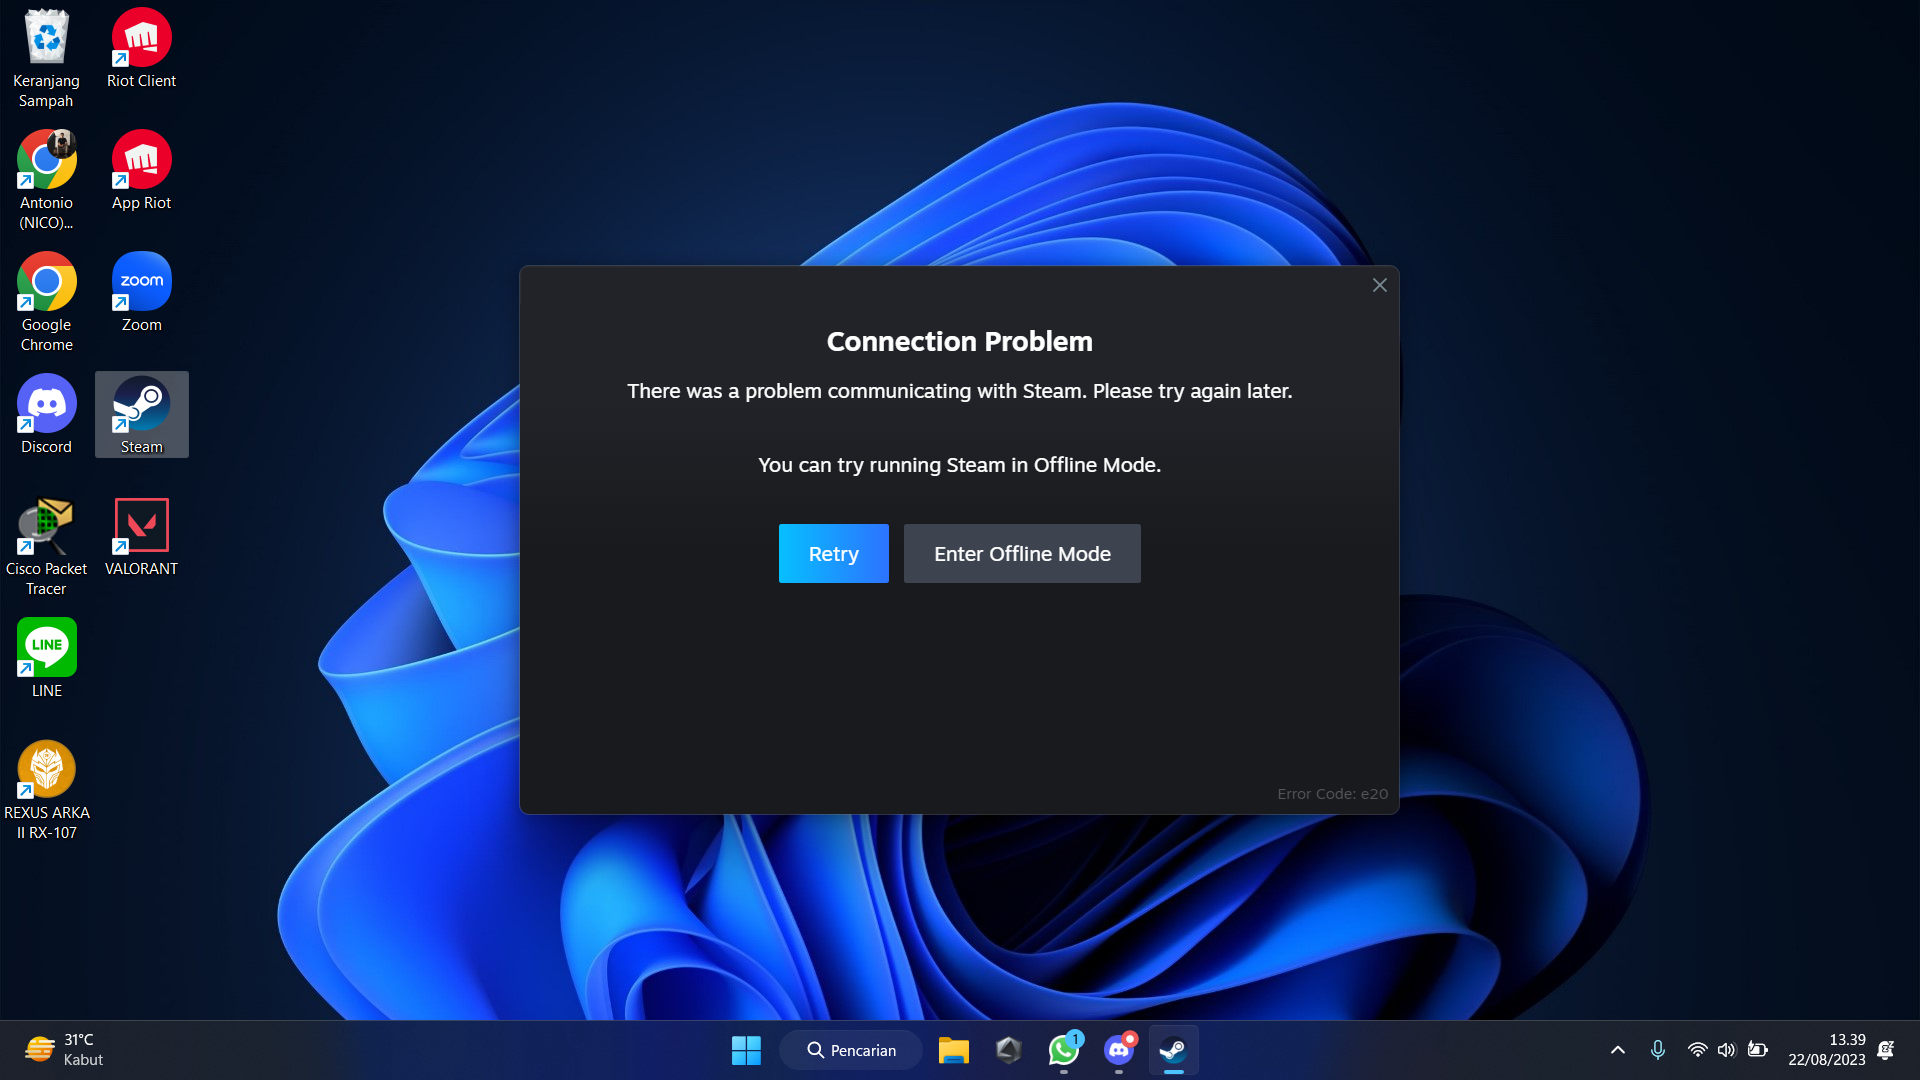 Keranjang
Sampah
Riot Client
Antonio
(NICO)...
App Riot
Google
Chrome
zoom
Zoom
Discord
Steam
Cisco Packet
Tracer
VALORANT
LINE
LINE
REXUS ARKA
II RX-107
Connection Problem
There was a problem communicating with Steam. Please try again later.
You can try running Steam in Offline Mode.
Retry
Enter Offline Mode
Error Code: e20
31°C
Kabut
Pencarian
1
13.39
22/08/2023